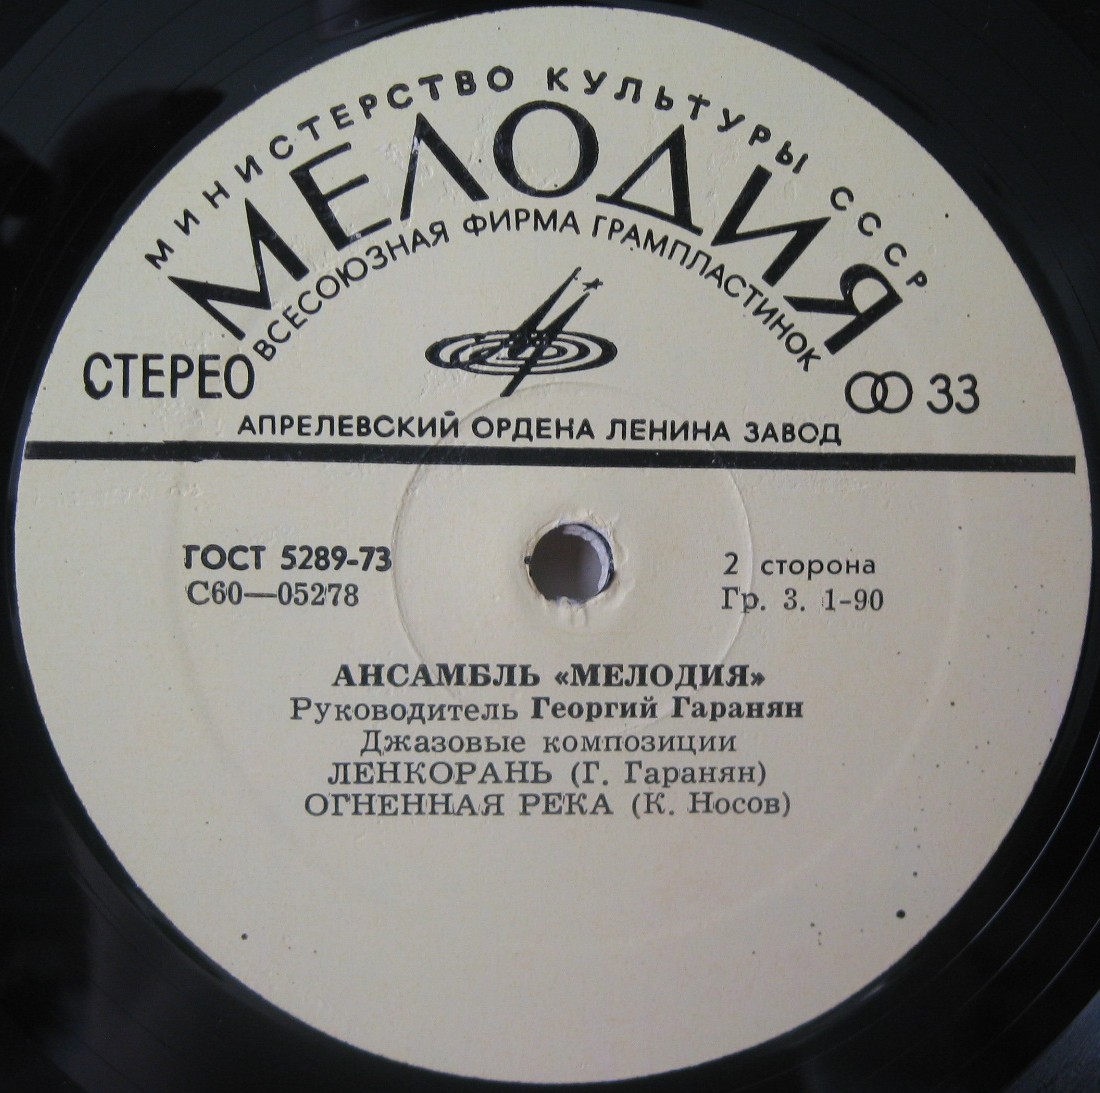 МИНИСТЕРСТВО КУЛЬТУРЫ СССР
МЕЛОДИЯ
ВСЕСОЮЗНАЯ ФИРМА ГРАМПЛАСТИНОК
СТЕРЕО
33
АПРЕЛЕВСКИЙ ОРДЕНА ЛЕНИНА ЗАВОД
ГОСТ 5289-73
С60—05278
2 сторона
Гр. 3. 1-90
АНСАМБЛЬ «МЕЛОДИЯ»
Руководитель Георгий Гаранян
Джазовые композиции
ЛЕНКОРАНЬ (Г. Гаранян)
ОГНЕННАЯ РЕКА (К. Носов)